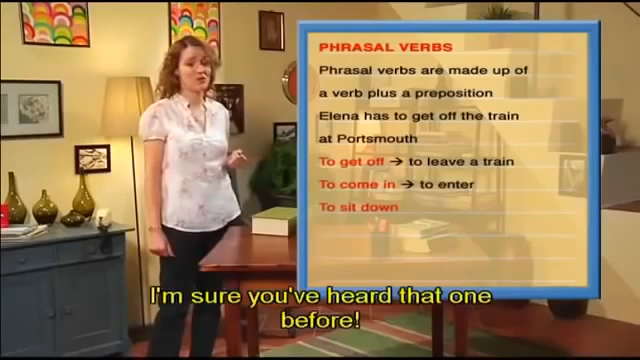 PHRASAL VERBS
Phrasal verbs are made up of
a verb plus a preposition
Elena has to get off the train
at Portsmouth
To get off → to leave a train
To come in → to enter
To sit down
I'm sure you've heard that one
before!